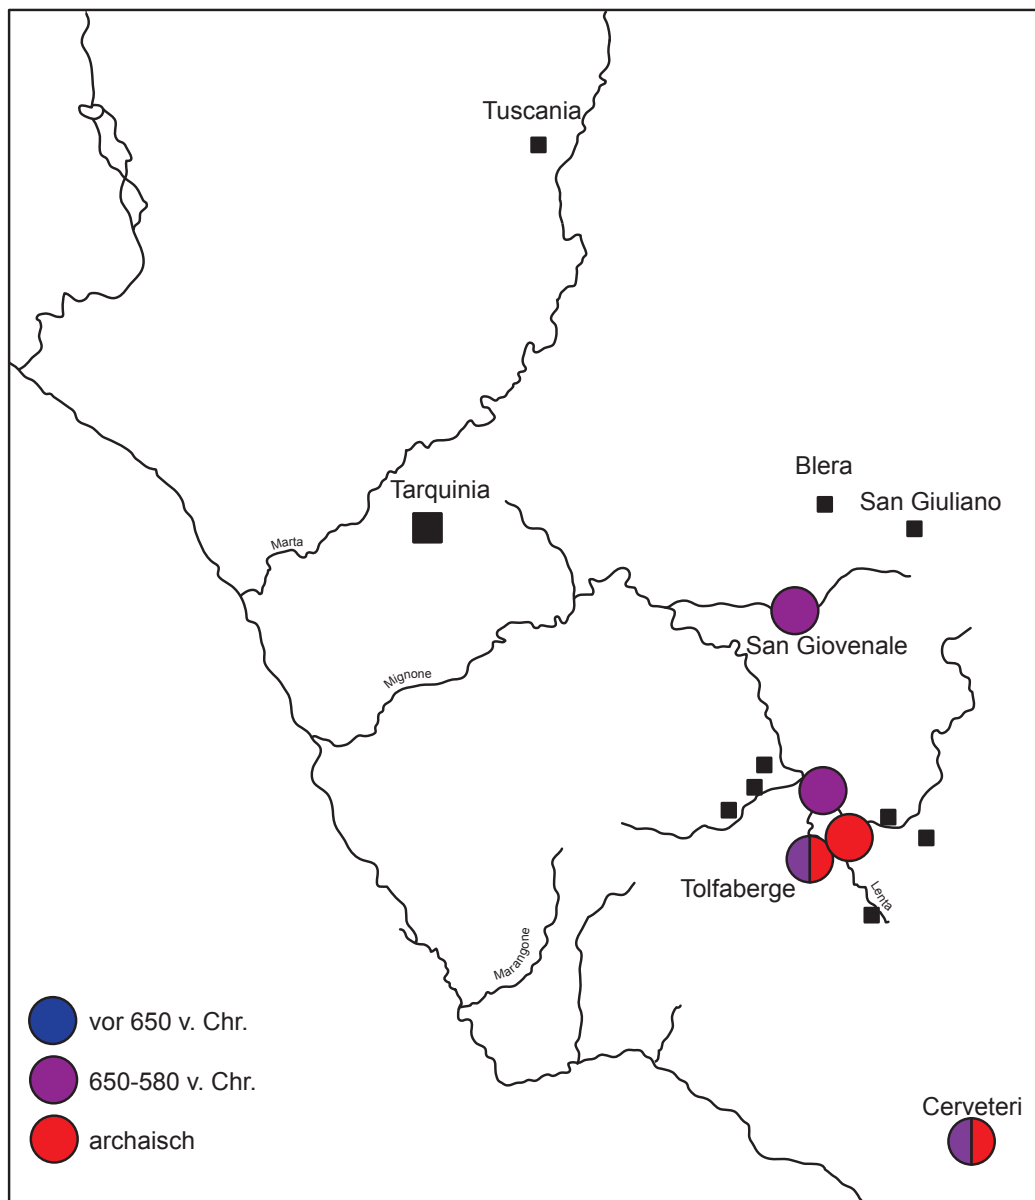 Tuscania
Blera
San Giuliano
Tarquinia
Marta
San Giovenale
Mignone
Tolfaberge
Lenta
Marangone
vor 650 v. Chr.
650-580 v. Chr.
archaisch
Cerveteri